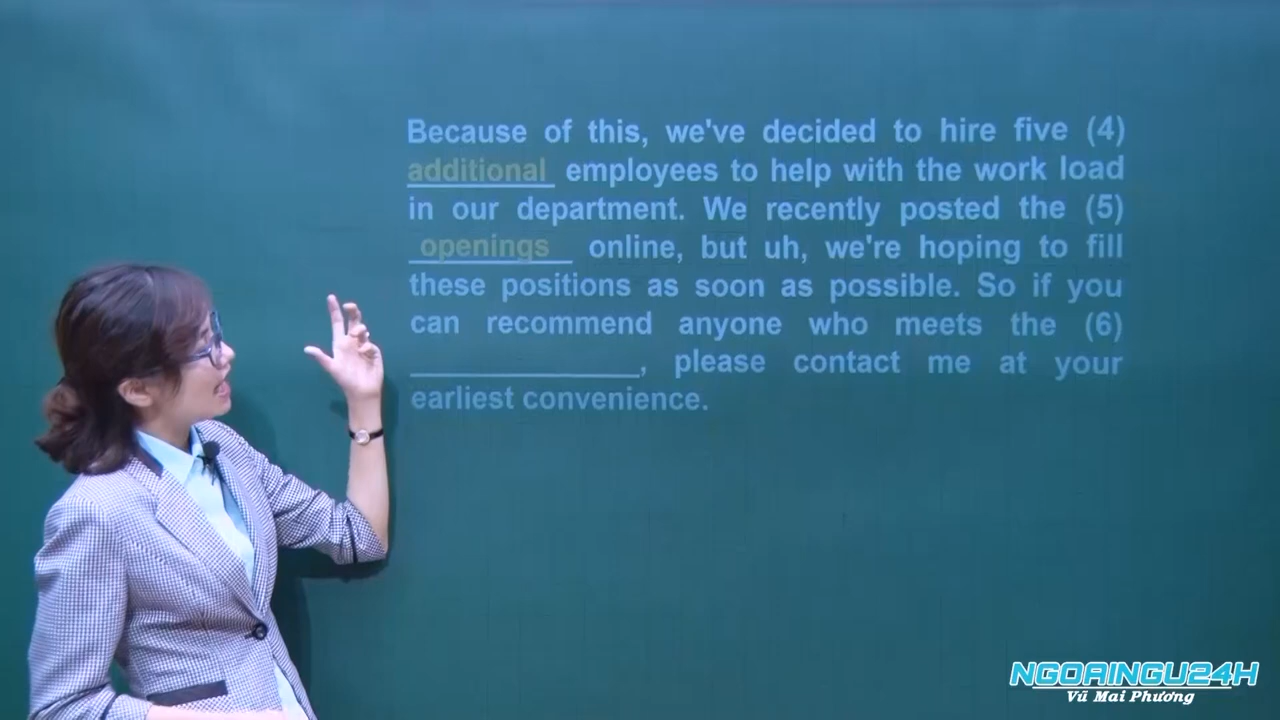 Because of this, we've decided to hire five (4)
additional employees to help with the work load
in our department. We recently posted the (5)
openings online, but uh, we're hoping to fill
these positions as soon as possible. So if you
can recommend anyone who meets the (6)
____________, please contact me at your
earliest convenience.
NGOAINGU24H
Vũ Mai Phương